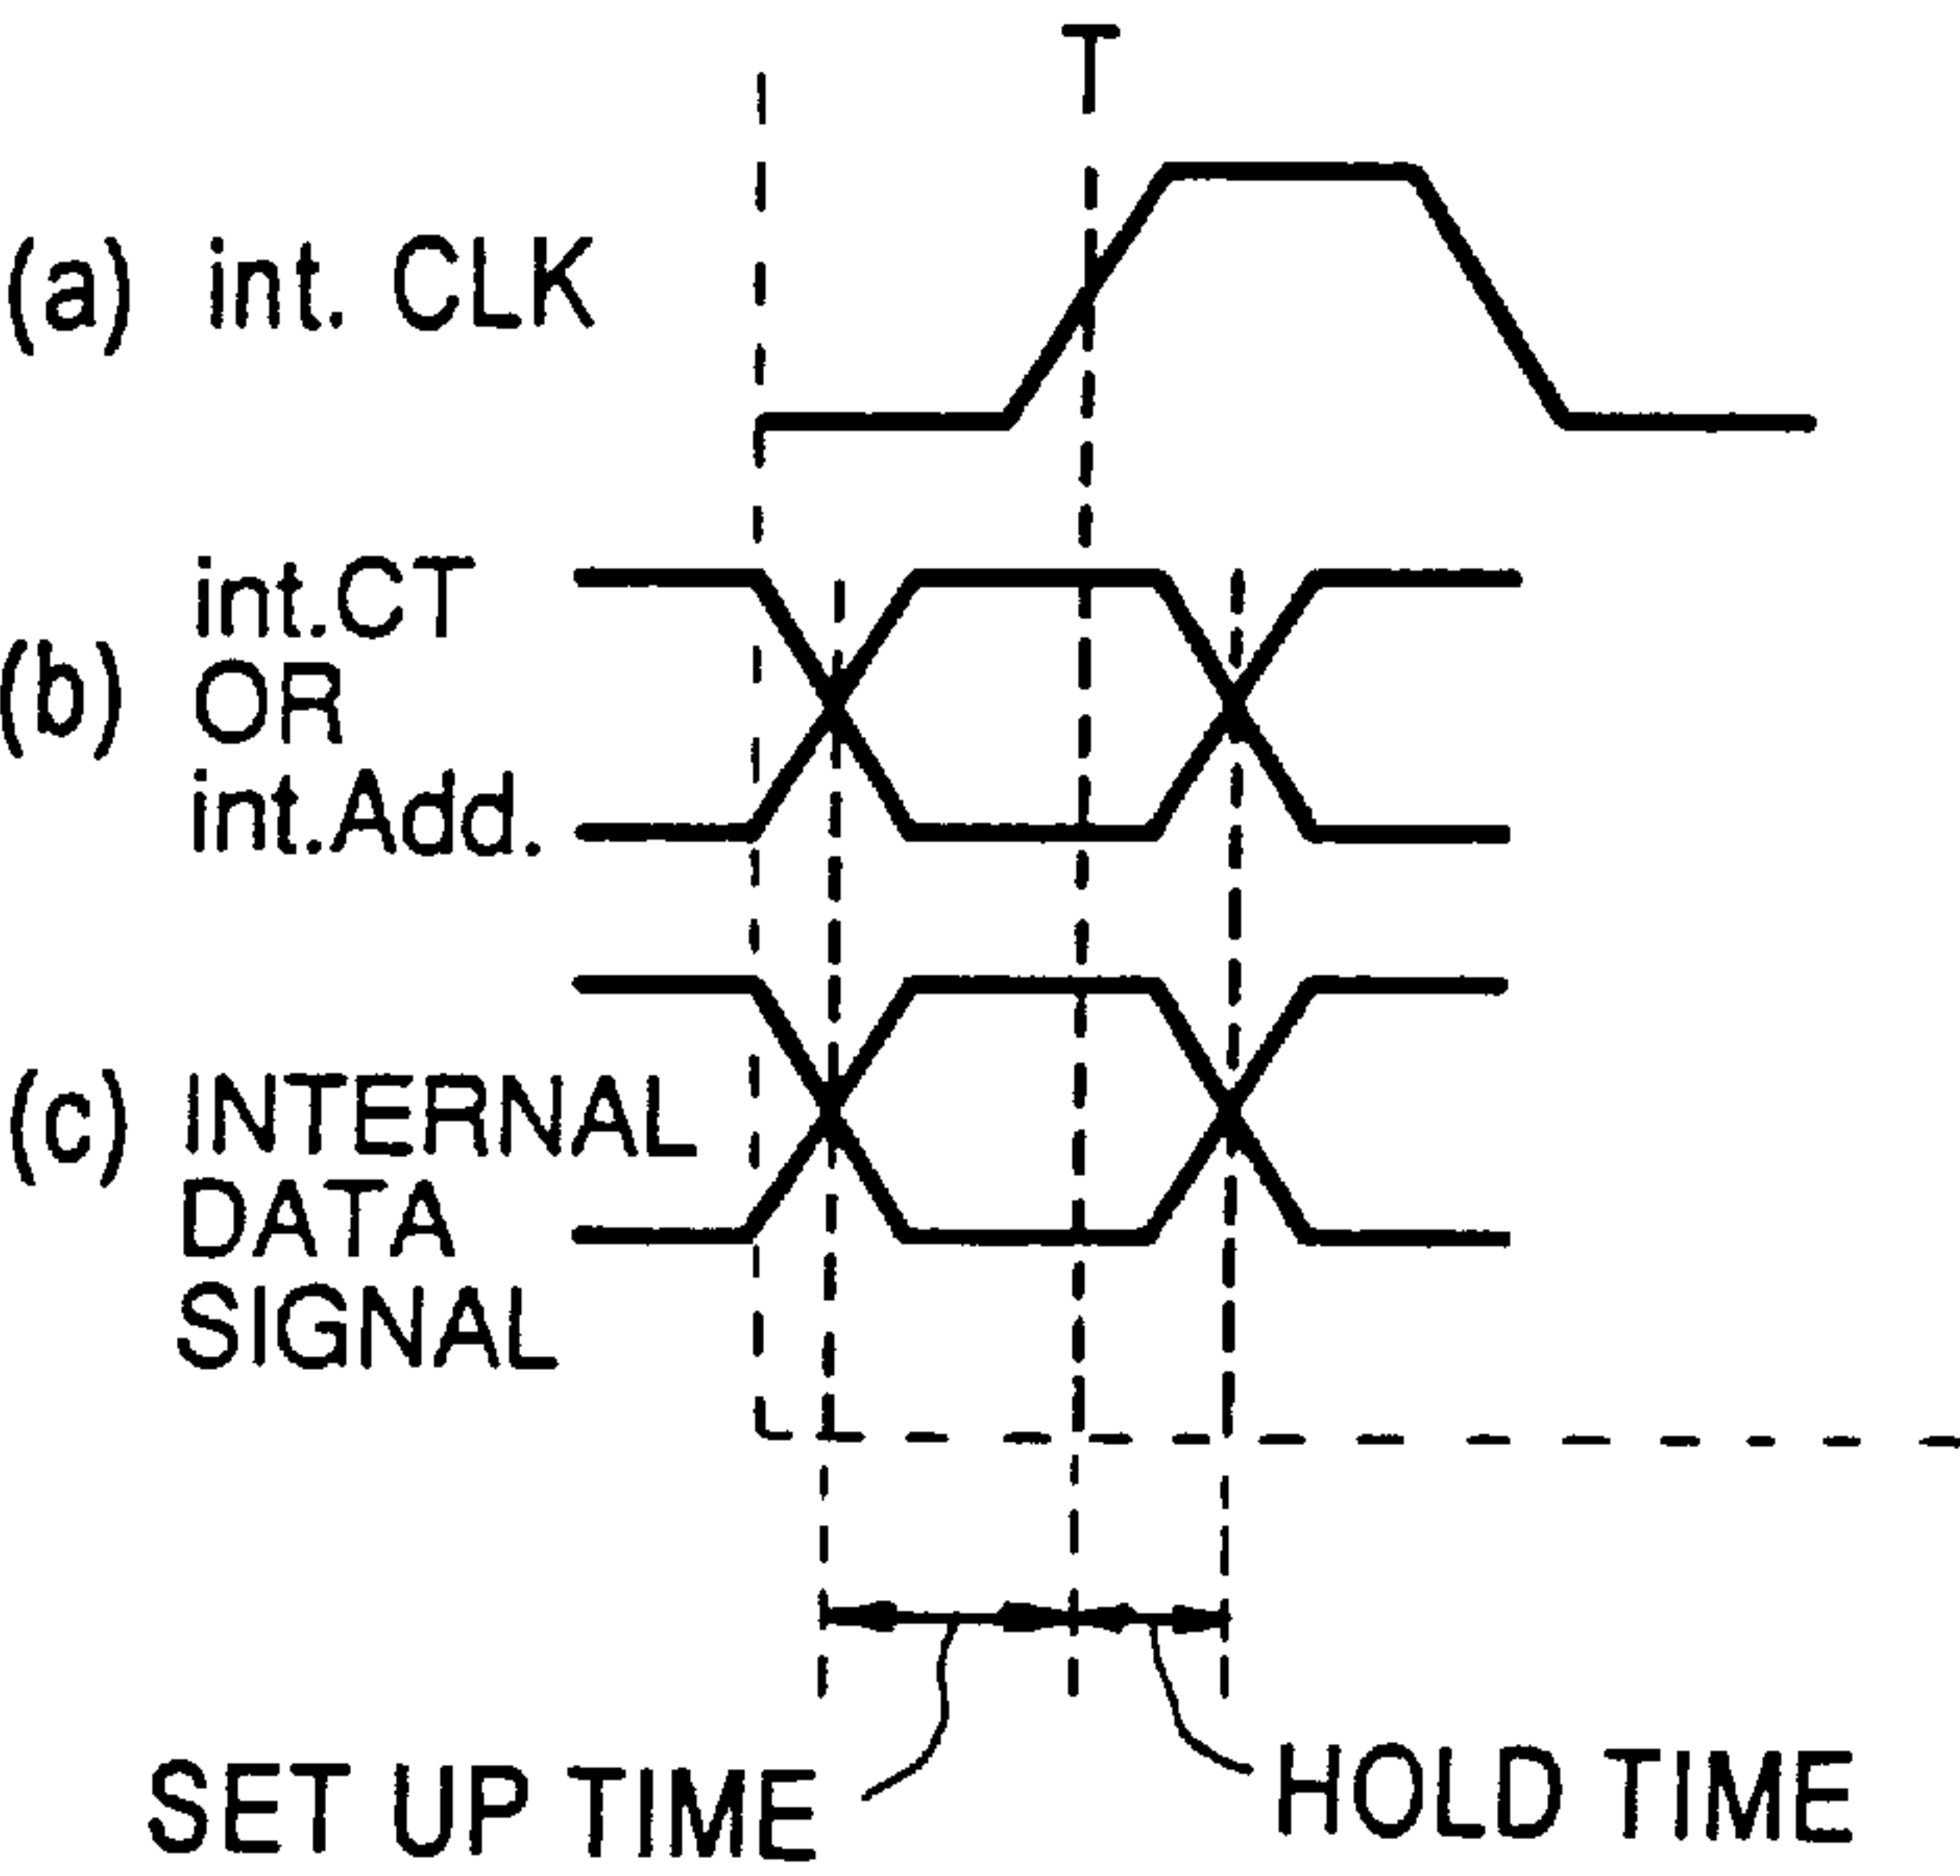 T
(a) int. CLK
int.CT
(b) OR
int.Add.
(c) INTERNAL
DATA
SIGNAL
SET UP TIME
HOLD TIME